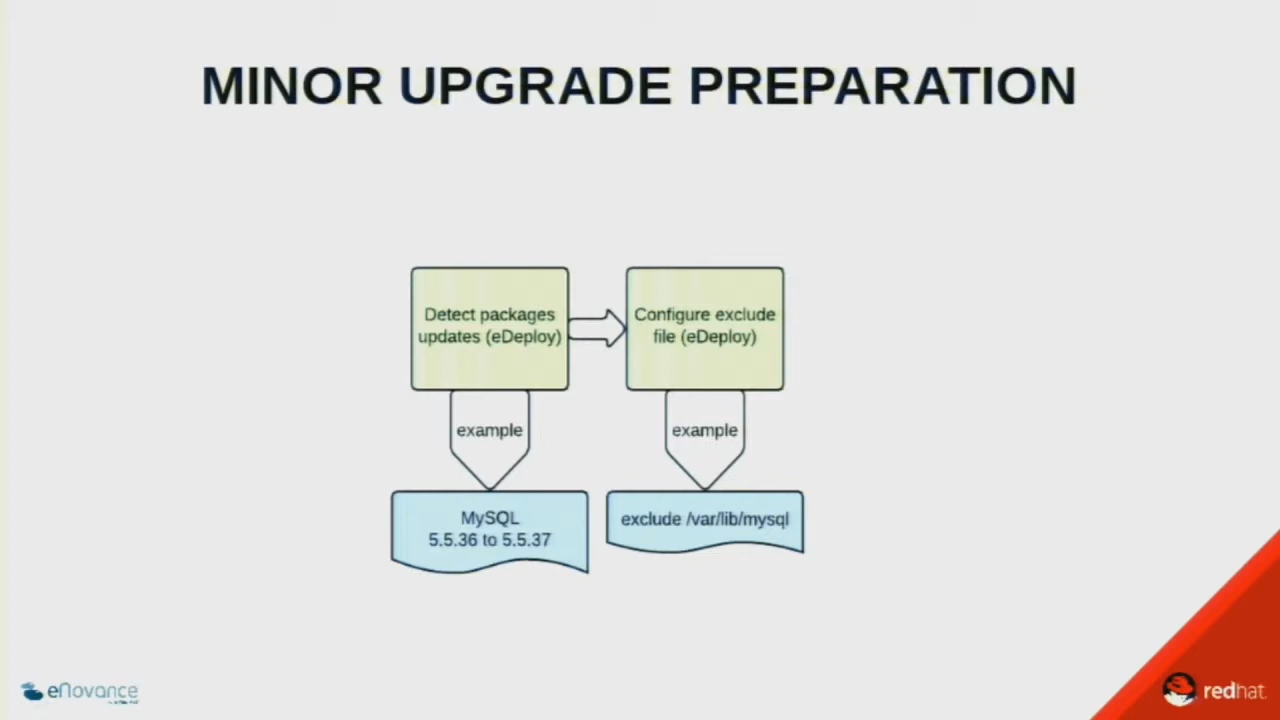 MINOR UPGRADE PREPARATION
Detect packages
updates (eDeploy)
Configure exclude
file (eDeploy)
example
example
MySQL
5.5.36 to 5.5.37
exclude /var/lib/mysql
eNovance
redhat.